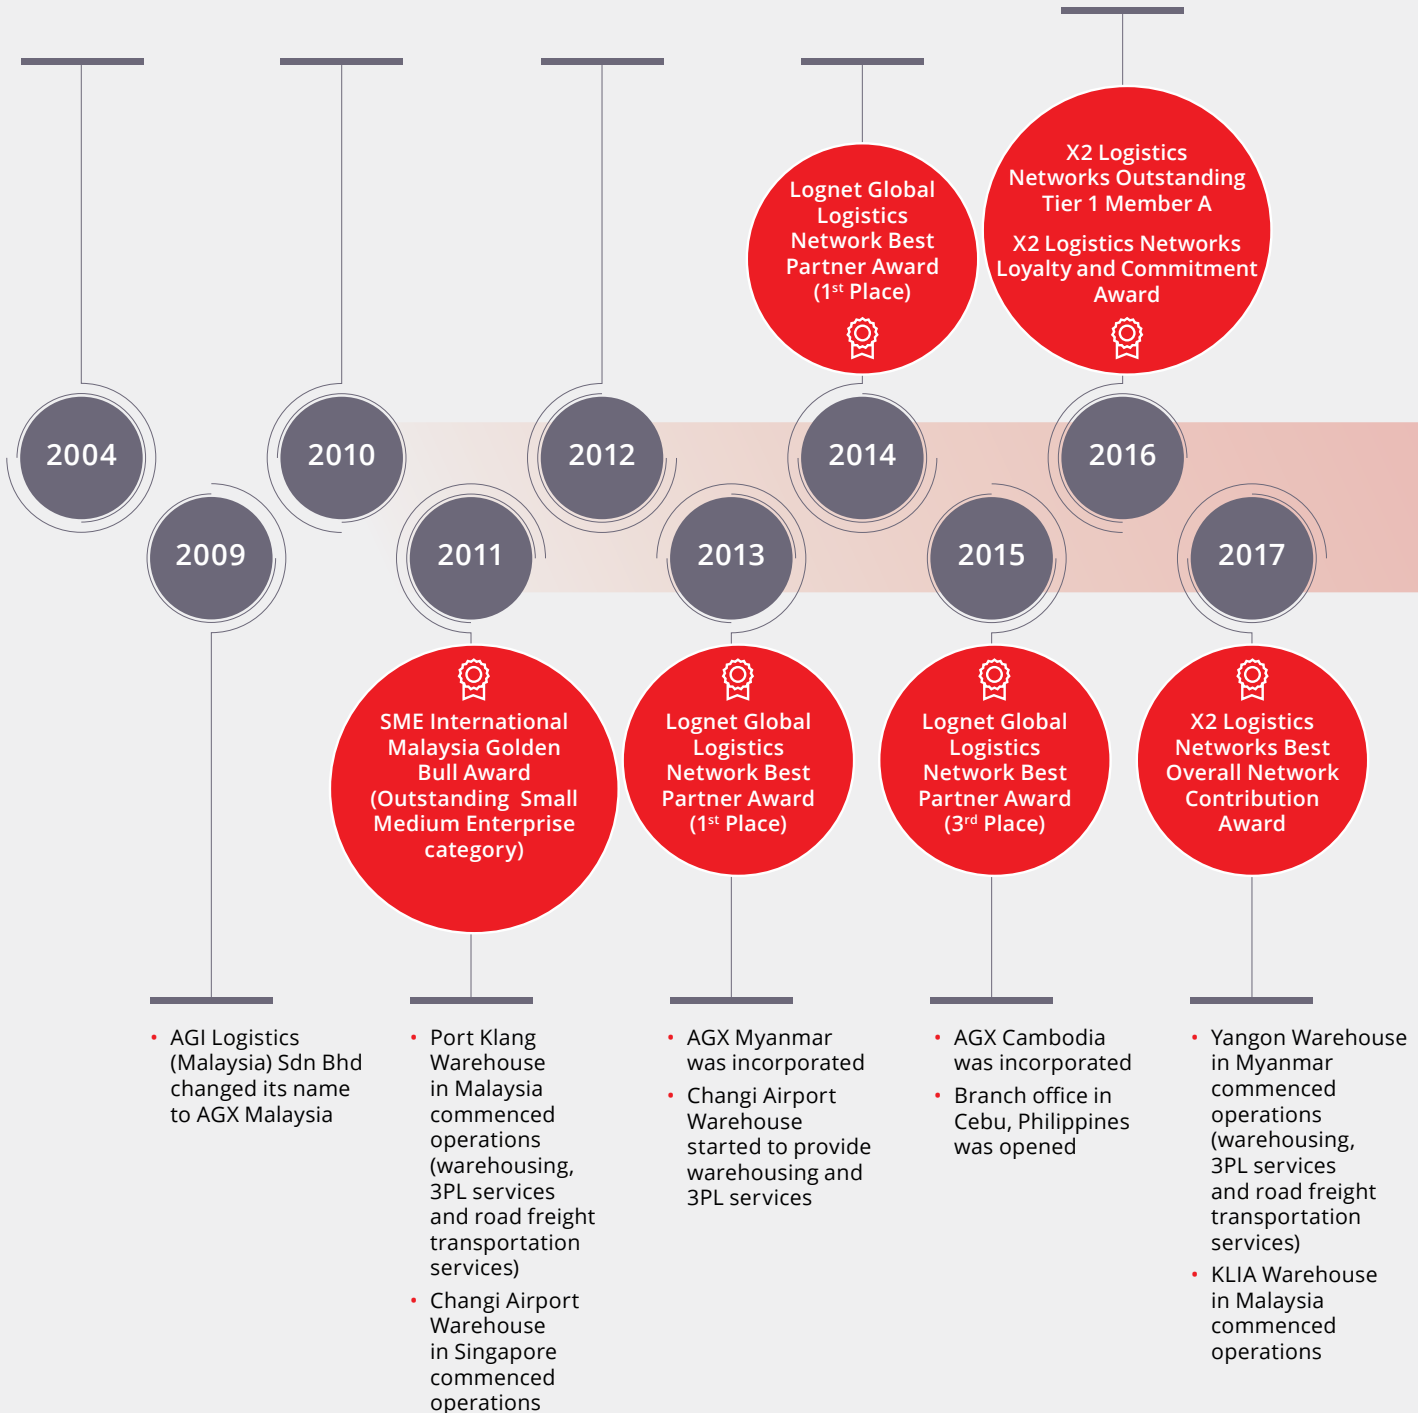 Lognet Global
Logistics
Network Best
Partner Award
(1st Place)
X2 Logistics
Networks Outstanding
Tier 1 Member A
X2 Logistics Networks
Loyalty and Commitment
Award
2004
2010
2012
2014
2016
2009
2011
2013
2015
2017
SME International
Malaysia Golden
Bull Award
(Outstanding Small
Medium Enterprise
category)
Lognet Global
Logistics
Network Best
Partner Award
(1st Place)
Lognet Global
Logistics
Network Best
Partner Award
(3rd Place)
X2 Logistics
Networks Best
Overall Network
Contribution
Award
• AGI Logistics
(Malaysia) Sdn Bhd
changed its name
to AGX Malaysia
• Port Klang
Warehouse
in Malaysia
commenced
operations
(warehousing,
3PL services
and road freight
transportation
services)
• Changi Airport
Warehouse
in Singapore
commenced
operations
• AGX Myanmar
was incorporated
• Changi Airport
Warehouse
started to provide
warehousing and
3PL services
• AGX Cambodia
was incorporated
• Branch office in
Cebu, Philippines
was opened
• Yangon Warehouse
in Myanmar
commenced
operations
(warehousing,
3PL services
and road freight
transportation
services)
• KLIA Warehouse
in Malaysia
commenced
operations